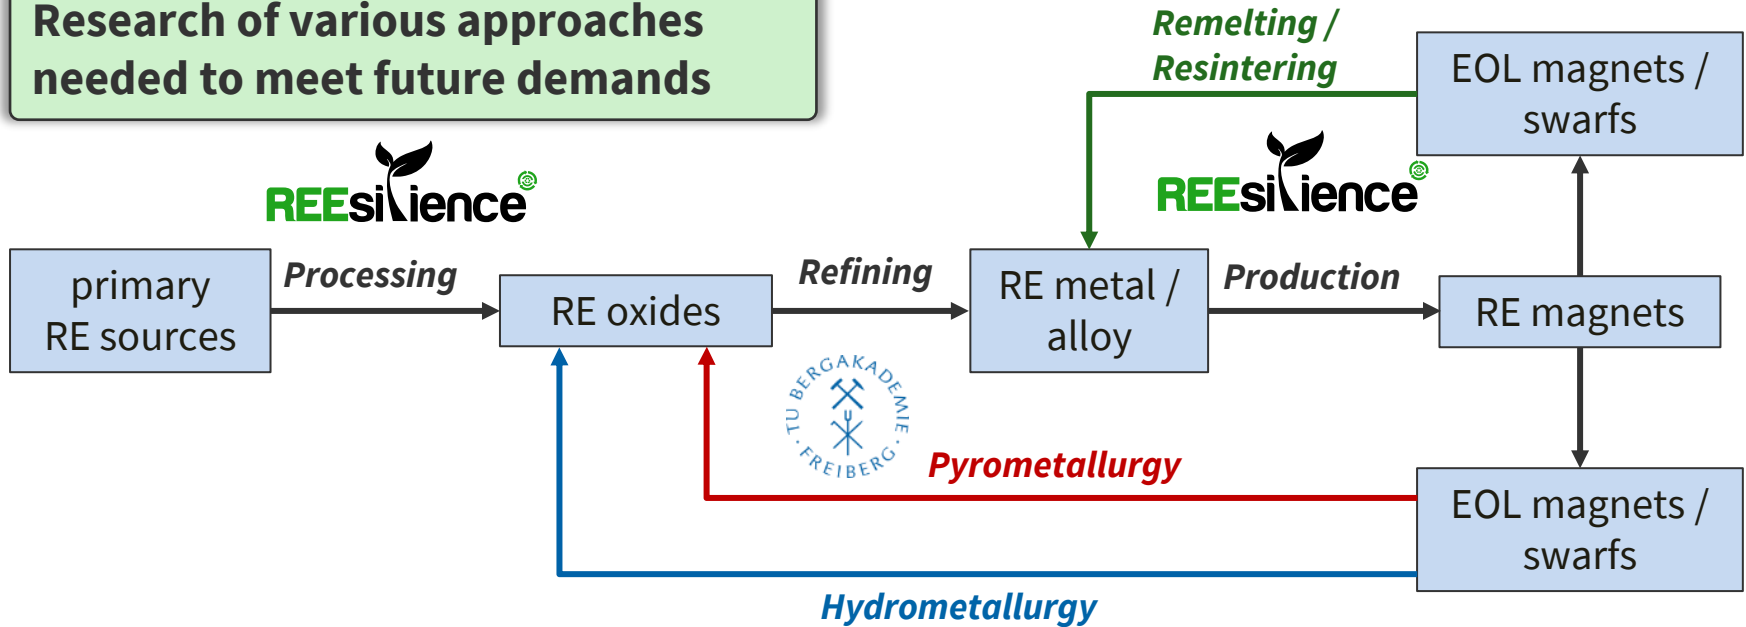 Research of various approaches
needed to meet future demands
Remelting /
Resintering
EOL magnets /
swarfs
REEsilience
REEsilience
primary
RE sources
Processing
RE oxides
Refining
RE metal /
alloy
Production
RE magnets
· TU BERGAKADEMIE · FREIBERG
Pyrometallurgy
EOL magnets /
swarfs
Hydrometallurgy